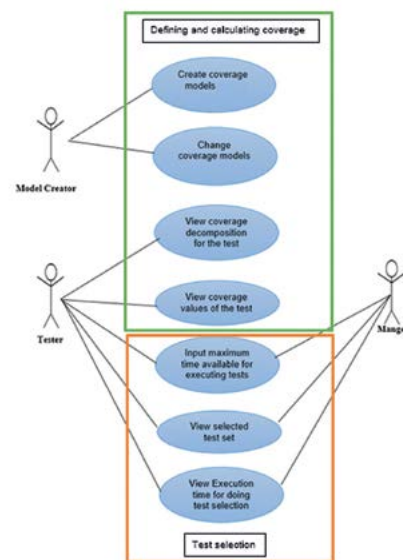 Defining and calculating coverage
Create coverage
models
Change
coverage models
Model Creator
View coverage
decomposition
for the test
View coverage
values of the test
Tester
Manger
Input maximum
time available for
executing tests
View selected
test set
View Execution
time for doing
test selection
Test selection